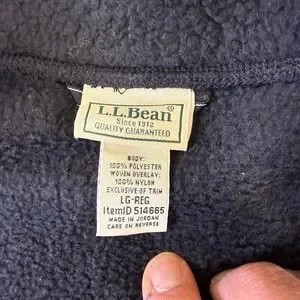 L.L.Bean®
Since 1912
QUALITY GUARANTEED
BODY:
100% POLYESTER
WOVEN OVERLAY:
100% NYLON
EXCLUSIVE OF TRIM
LG-REG
ItemID 514665
MADE IN JORDAN
CARE ON REVERSE